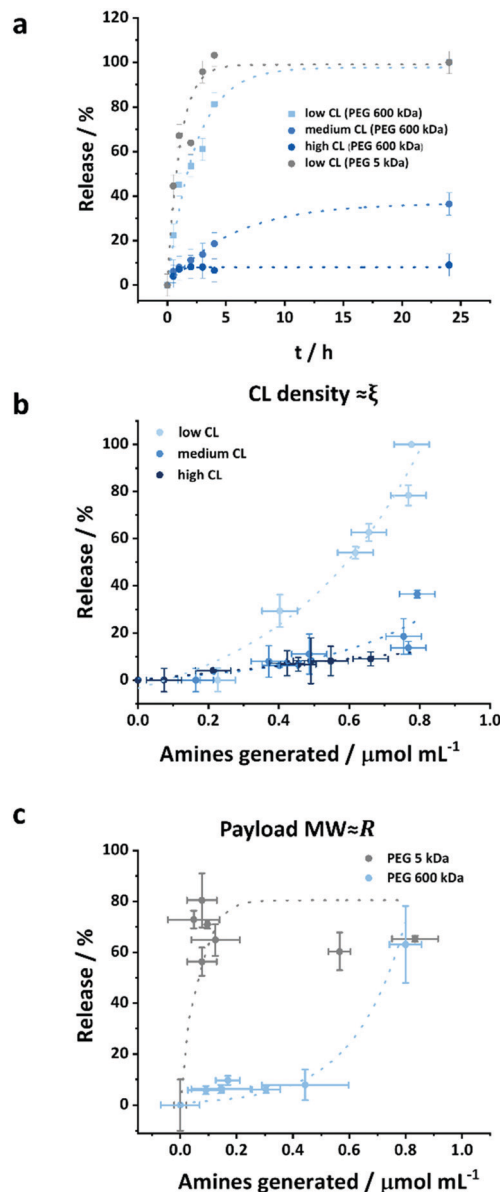 a
120
100
80
60
40
20
0
Release / %
low CL (PEG 600 kDa)
medium CL (PEG 600 kDa)
high CL (PEG 600 kDa)
low CL (PEG 5 kDa)
0 5 10 15 20 25
t / h
b
CL density ≈ξ
100
80
60
40
20
0
Release / %
low CL
medium CL
high CL
0.0 0.2 0.4 0.6 0.8 1.0
Amines generated / μmol mL⁻¹
c
Payload MW≈R
100
80
60
40
20
0
Release / %
PEG 5 kDa
PEG 600 kDa
0.0 0.2 0.4 0.6 0.8 1.0
Amines generated / μmol mL⁻¹